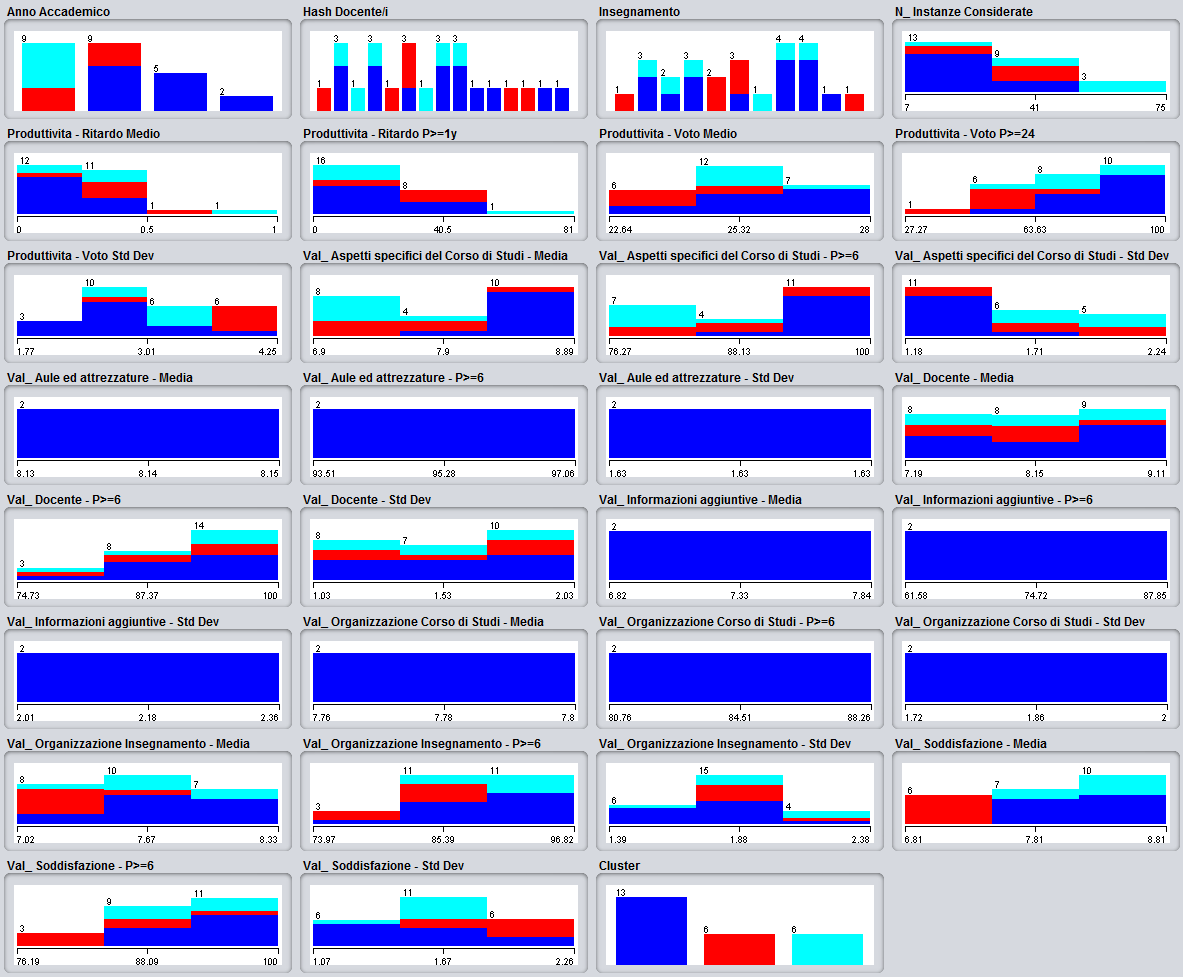 Anno Accademico
9
9
5
2
Hash Docente/i
1 3 1 3 1 3 1 3 3 1 1 1 1 1 1
Insegnamento
1 3 2 3 2 3 1 4 4 1 1
N_ Instanze Considerate
13
9
3
7 41 75
Produttivita - Ritardo Medio
12
11
1
1
0 0.5 1
Produttivita - Ritardo P>=1y
16
8
1
0 40.5 81
Produttivita - Voto Medio
6
12
7
22.64 25.32 28
Produttivita - Voto P>=24
1
6
8
10
27.27 63.63 100
Produttivita - Voto Std Dev
3
10
6
6
1.77 3.01 4.25
Val_ Aspetti specifici del Corso di Studi - Media
8
4
10
6.9 7.9 8.89
Val_ Aspetti specifici del Corso di Studi - P>=6
7
4
11
76.27 88.13 100
Val_ Aspetti specifici del Corso di Studi - Std Dev
11
6
5
1.18 1.71 2.24
Val_ Aule ed attrezzature - Media
2
8.13 8.14 8.15
Val_ Aule ed attrezzature - P>=6
2
93.51 95.28 97.06
Val_ Aule ed attrezzature - Std Dev
2
1.63 1.63 1.63
Val_ Docente - Media
8
8
9
7.19 8.15 9.11
Val_ Docente - P>=6
3
8
14
74.73 87.37 100
Val_ Docente - Std Dev
8
7
10
1.03 1.53 2.03
Val_ Informazioni aggiuntive - Media
2
6.82 7.33 7.84
Val_ Informazioni aggiuntive - P>=6
2
61.58 74.72 87.85
Val_ Informazioni aggiuntive - Std Dev
2
2.01 2.18 2.36
Val_ Organizzazione Corso di Studi - Media
2
7.76 7.78 7.8
Val_ Organizzazione Corso di Studi - P>=6
2
80.76 84.51 88.26
Val_ Organizzazione Corso di Studi - Std Dev
2
1.72 1.86 2
Val_ Organizzazione Insegnamento - Media
8
10
7
7.02 7.67 8.33
Val_ Organizzazione Insegnamento - P>=6
3
11
11
73.97 85.39 96.82
Val_ Organizzazione Insegnamento - Std Dev
6
15
4
1.39 1.88 2.38
Val_ Soddisfazione - Media
6
7
10
6.81 7.81 8.81
Val_ Soddisfazione - P>=6
3
9
11
76.19 88.09 100
Val_ Soddisfazione - Std Dev
6
11
6
1.07 1.67 2.26
Cluster
13
6
6